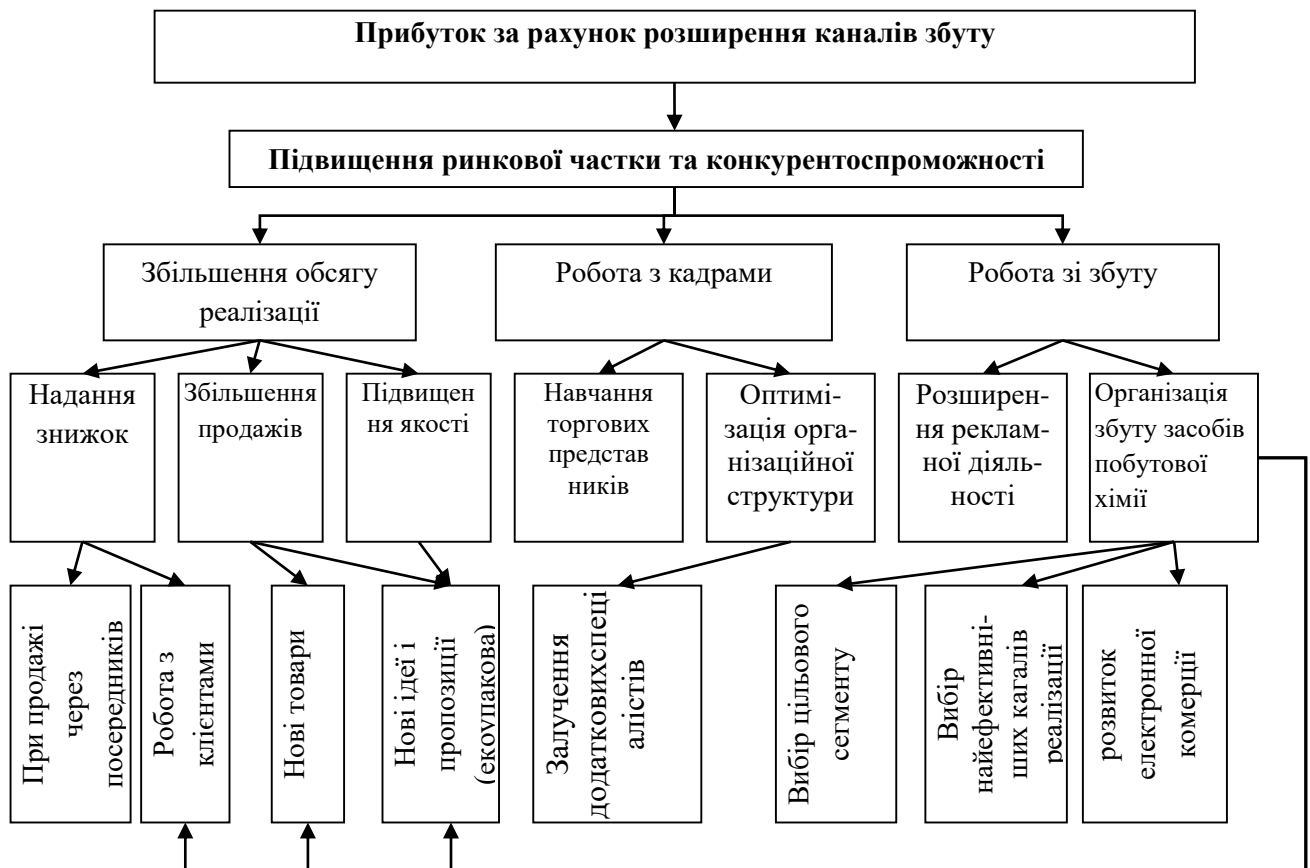 Прибуток за рахунок розширення каналів збуту
Підвищення ринкової частки та конкурентоспроможності
Збільшення обсягу
реалізації
Робота з кадрами
Робота зі збуту
Надання
знижок
Збільшення
продажів
Підвищен
ня якості
Навчання
торгових
представ
ників
Оптимі-
зація орга-
нізаційної
структури
Розширен-
ня реклам-
ної діяль-
ності
Організація
збуту засобів
побутової
хімії
При продажі
через
посередників
Робота з
клієнтами
Нові товари
Нові ідеї і
пропозиції
(екоупакова)
Залучення
додатковихспеці
алістів
Вибір цільового
сегменту
Вибір
найефективні-
ших кагалів
реалізації
розвиток
електронної
комерції